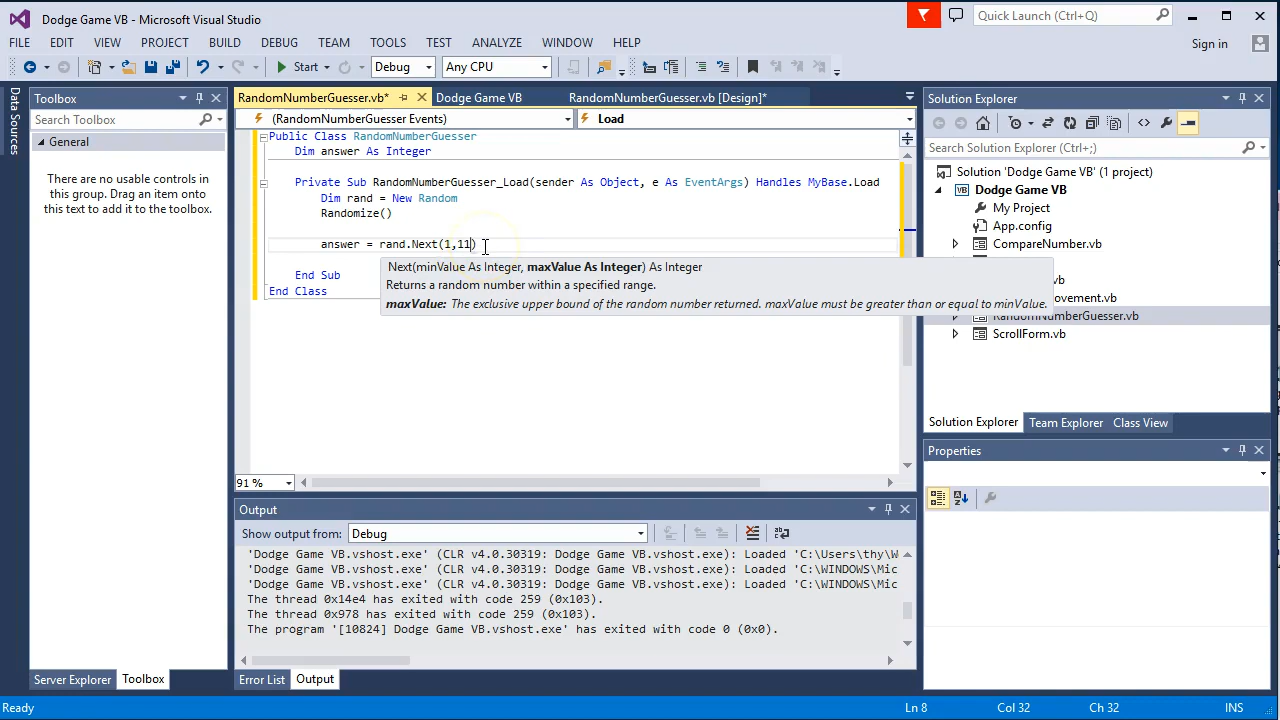 Dodge Game VB - Microsoft Visual Studio
Quick Launch (Ctrl+Q)
FILE EDIT VIEW PROJECT BUILD DEBUG TEAM TOOLS TEST ANALYZE WINDOW HELP
Sign in
Start Debug Any CPU
Data Sources
Toolbox
Search Toolbox
General
There are no usable controls in
this group. Drag an item onto
this text to add it to the toolbox.
Server Explorer Toolbox
RandomNumberGuesser.vb* Dodge Game VB RandomNumberGuesser.vb [Design]*
(RandomNumberGuesser Events) Load
Public Class RandomNumberGuesser
Dim answer As Integer
Private Sub RandomNumberGuesser_Load(sender As Object, e As EventArgs) Handles MyBase.Load
Dim rand = New Random
Randomize()
answer = rand.Next(1,11)
End Sub
End Class
Next(minValue As Integer, maxValue As Integer) As Integer
Returns a random number within a specified range.
maxValue: The exclusive upper bound of the random number returned. maxValue must be greater than or equal to minValue.
91 %
Output
Show output from: Debug
'Dodge Game VB.vshost.exe' (CLR v4.0.30319: Dodge Game VB.vshost.exe): Loaded 'C:\Users\thy\W
'Dodge Game VB.vshost.exe' (CLR v4.0.30319: Dodge Game VB.vshost.exe): Loaded 'C:\WINDOWS\Mic
'Dodge Game VB.vshost.exe' (CLR v4.0.30319: Dodge Game VB.vshost.exe): Loaded 'C:\WINDOWS\Mic
The thread 0x14e4 has exited with code 259 (0x103).
The thread 0x978 has exited with code 259 (0x103).
The program '[10824] Dodge Game VB.vshost.exe' has exited with code 0 (0x0).
Error List Output
Solution Explorer
Search Solution Explorer (Ctrl+;)
Solution 'Dodge Game VB' (1 project)
VB Dodge Game VB
My Project
App.config
CompareNumber.vb
.vb
ovement.vb
RandomNumberGuesser.vb
ScrollForm.vb
Solution Explorer Team Explorer Class View
Properties
Ready Ln 8 Col 32 Ch 32 INS